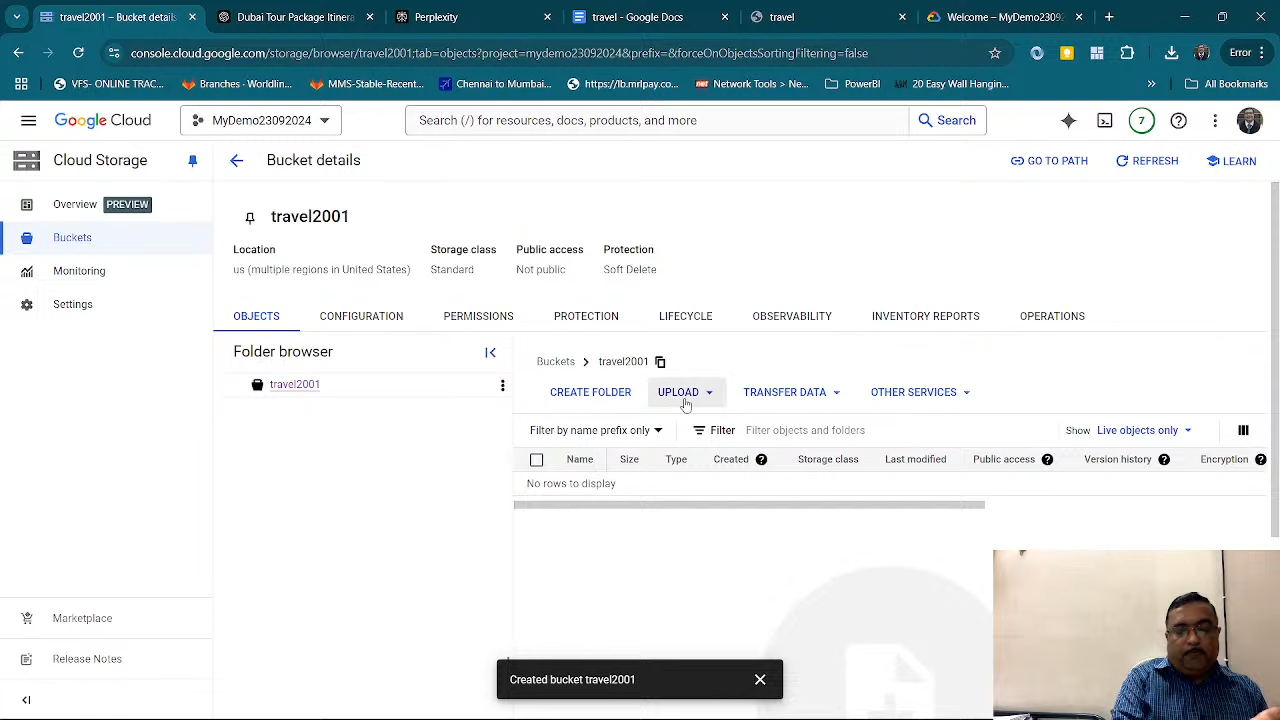 travel2001 – Bucket details
Dubai Tour Package Itinera
Perplexity
travel - Google Docs
travel
Welcome – MyDemo23092
console.cloud.google.com/storage/browser/travel2001;tab=objects?project=mydemo23092024&prefix=&forceOnObjectsSortingFiltering=false
Error
VFS- ONLINE TRAC...
Branches - Worldlin...
MMS-Stable-Recent...
Chennai to Mumbai...
https://lb.mrlpay.co...
Network Tools > Ne...
PowerBI
20 Easy Wall Hangin...
»
All Bookmarks
Google Cloud
MyDemo23092024
Search (/) for resources, docs, products, and more
Search
7
Cloud Storage
Bucket details
GO TO PATH
REFRESH
LEARN
Overview PREVIEW
Buckets
Monitoring
Settings
travel2001
Location
Storage class
Public access
Protection
us (multiple regions in United States)
Standard
Not public
Soft Delete
OBJECTS
CONFIGURATION
PERMISSIONS
PROTECTION
LIFECYCLE
OBSERVABILITY
INVENTORY REPORTS
OPERATIONS
Folder browser
travel2001
Buckets > travel2001
CREATE FOLDER
UPLOAD
TRANSFER DATA
OTHER SERVICES
Filter by name prefix only
Filter
Filter objects and folders
Show
Live objects only
Name
Size
Type
Created
Storage class
Last modified
Public access
Version history
Encryption
No rows to display
Marketplace
Release Notes
Created bucket travel2001